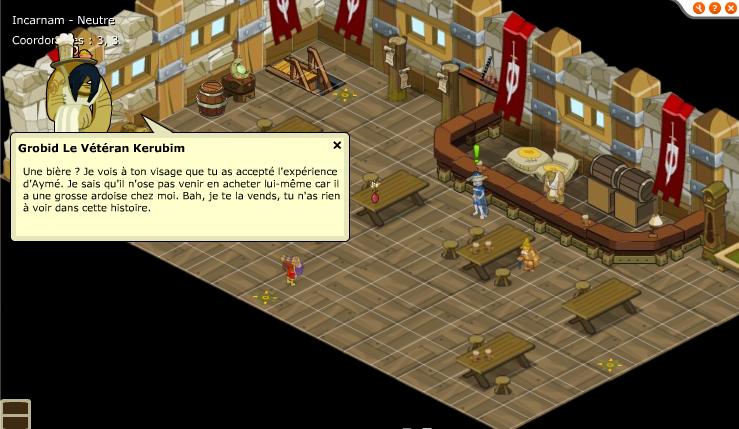 Incarnam - Neutre
Coordonnées : 3, 3
Grobid Le Vétéran Kerubim
Une bière ? Je vois à ton visage que tu as accepté l'expérience
d'Aymé. Je sais qu'il n'ose pas venir en acheter lui-même car il
a une grosse ardoise chez moi. Bah, je te la vends, tu n'as rien
à voir dans cette histoire.